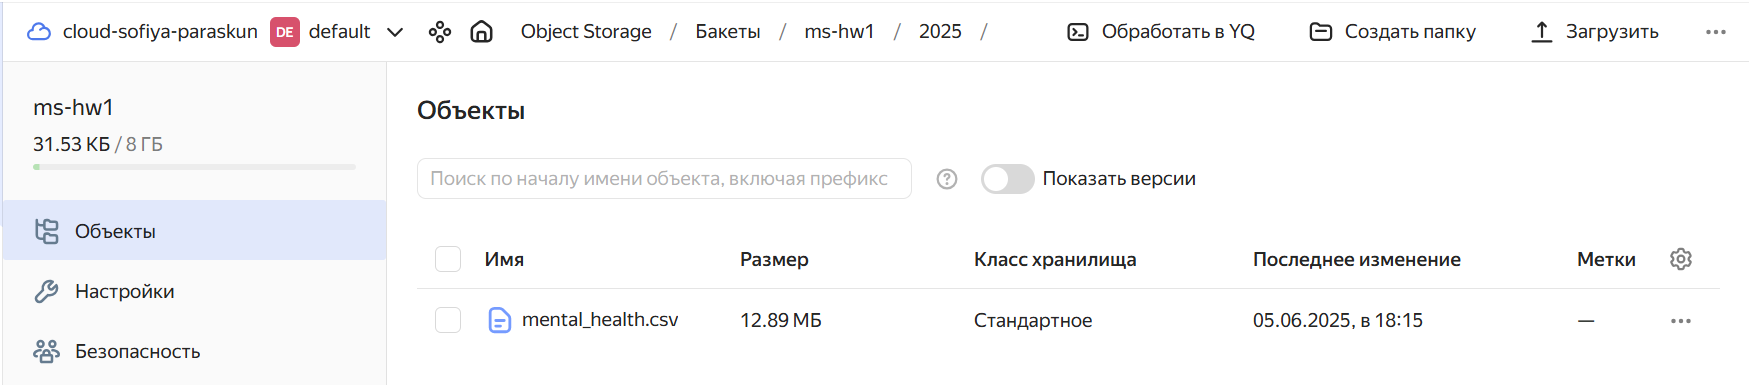 cloud-sofiya-paraskun DE default Object Storage / Бакеты / ms-hw1 / 2025 / Обработать в YQ Создать папку Загрузить
ms-hw1
31.53 КБ / 8 ГБ
Объекты
Настройки
Безопасность
Объекты
Поиск по началу имени объекта, включая префикс Показать версии
Имя Размер Класс хранилища Последнее изменение Метки
mental_health.csv 12.89 МБ Стандартное 05.06.2025, в 18:15 —